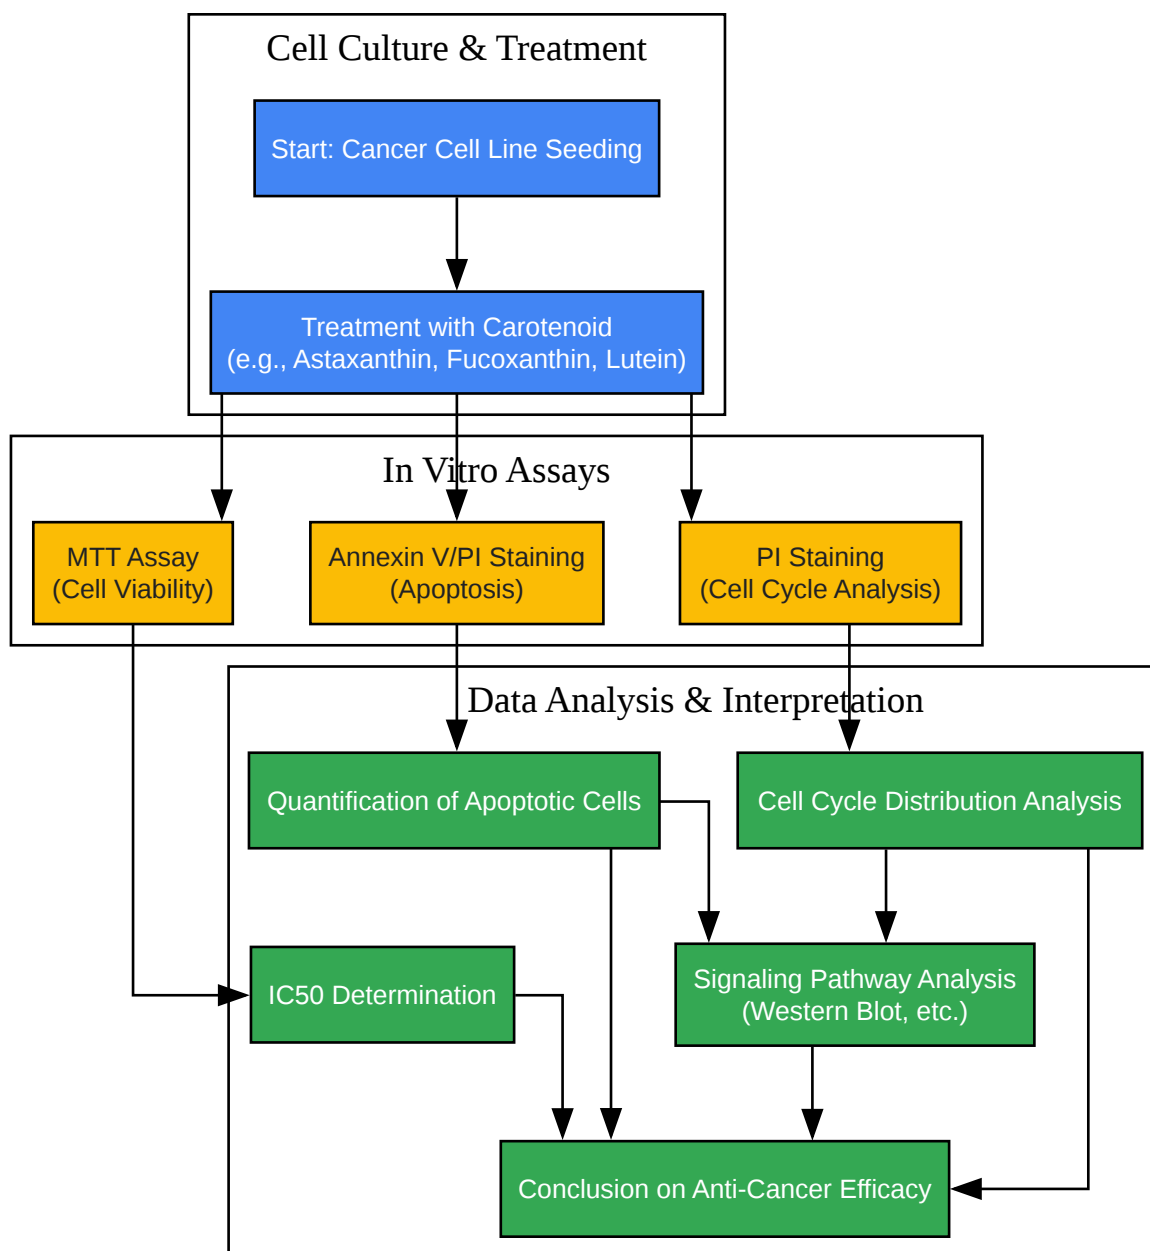 Cell Culture & Treatment
Start: Cancer Cell Line Seeding
Treatment with Carotenoid
(e.g., Astaxanthin, Fucoxanthin, Lutein)
In Vitro Assays
MTT Assay
(Cell Viability)
Annexin V/PI Staining
(Apoptosis)
PI Staining
(Cell Cycle Analysis)
Data Analysis & Interpretation
Quantification of Apoptotic Cells
Cell Cycle Distribution Analysis
IC50 Determination
Signaling Pathway Analysis
(Western Blot, etc.)
Conclusion on Anti-Cancer Efficacy